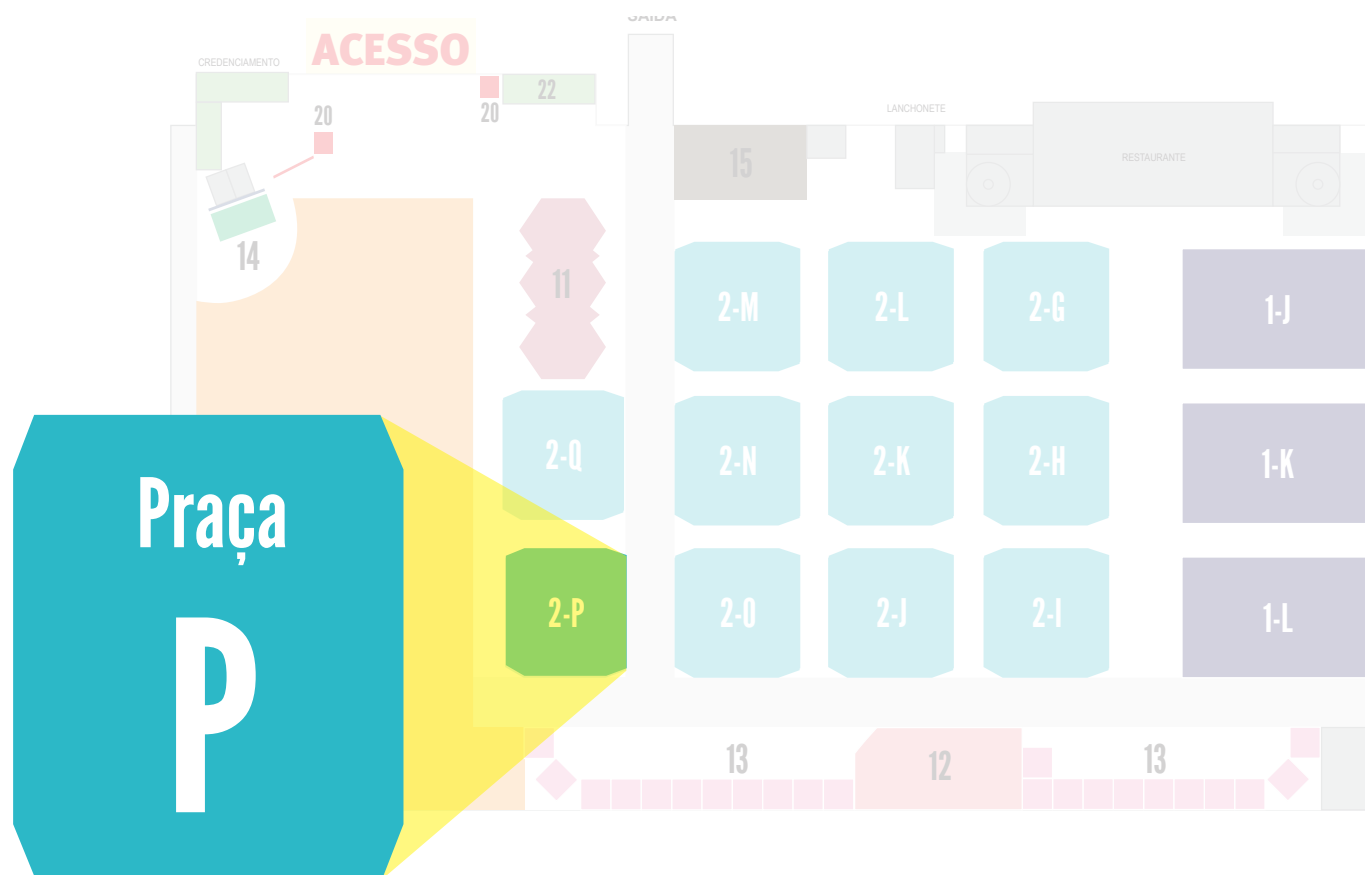 SAÍDA
ACESSO
CREDENCIAMENTO
20
20
22
LANCHONETE
15
RESTAURANTE
14
11
2-M
2-L
2-G
1-J
2-Q
2-N
2-K
2-H
1-K
Praça
P
2-P
2-O
2-J
2-I
1-L
13
12
13